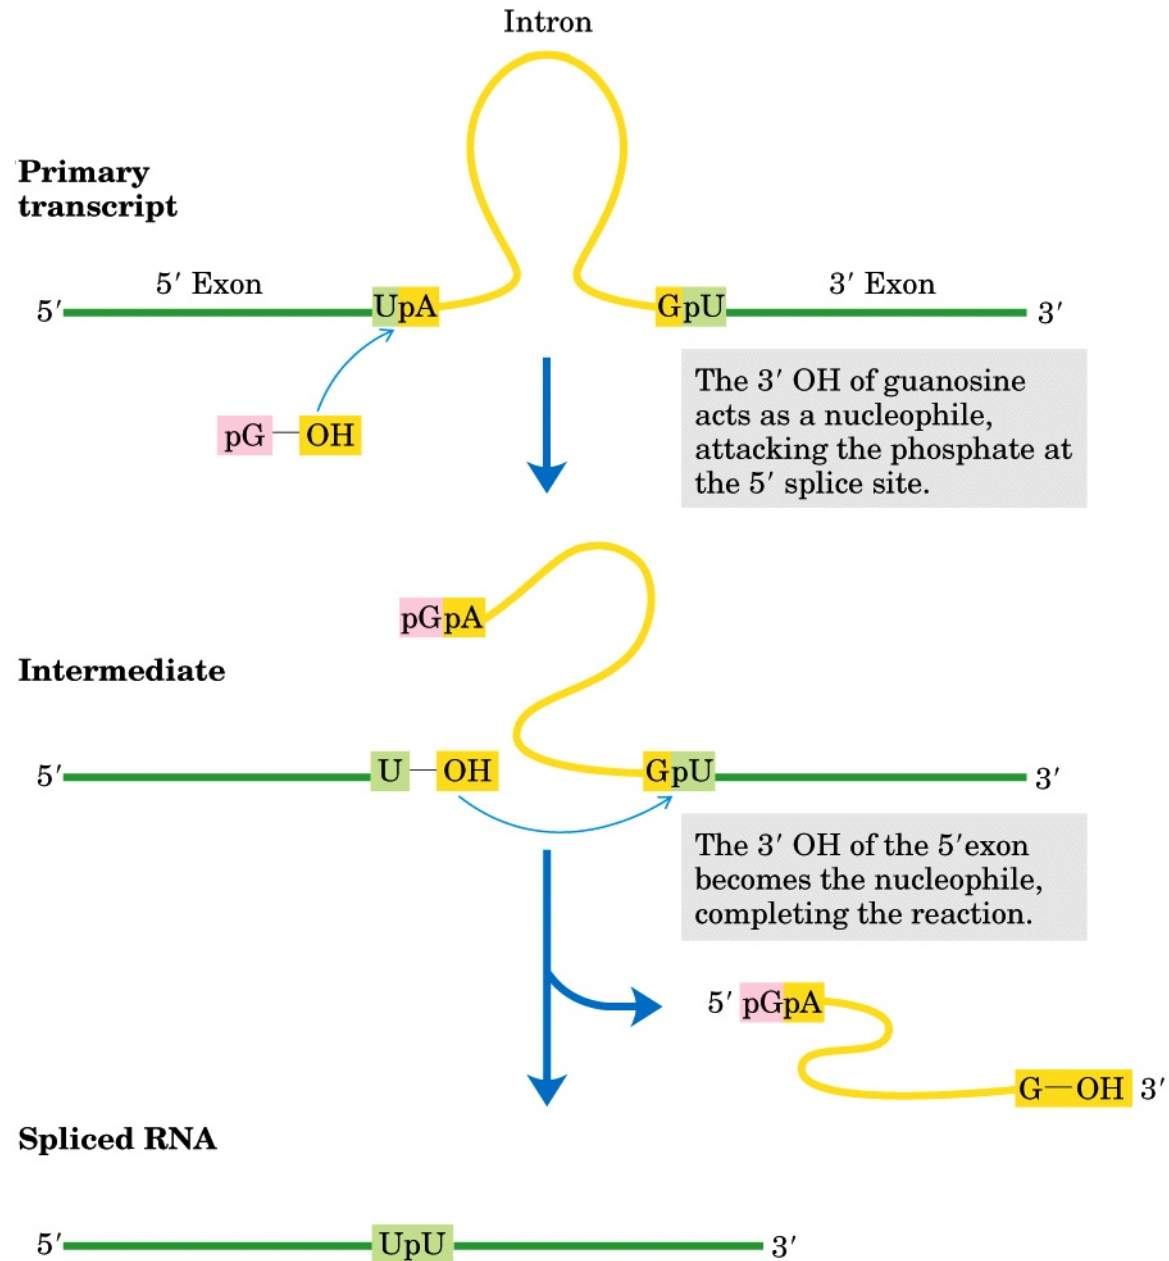 Intron
Primary
transcript
5′ Exon
3′ Exon
5′ UpA GpU 3′
pG—OH
The 3′ OH of guanosine
acts as a nucleophile,
attacking the phosphate at
the 5′ splice site.
pGpA
Intermediate
5′ U—OH GpU 3′
The 3′ OH of the 5′exon
becomes the nucleophile,
completing the reaction.
5′ pGpA
G—OH 3′
Spliced RNA
5′ UpU 3′